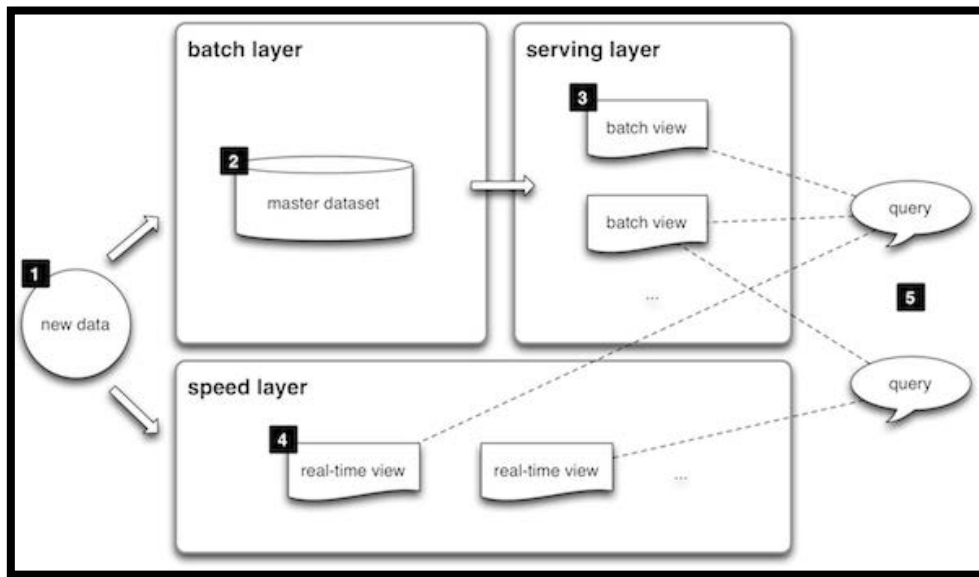 batch layer
serving layer
3
batch view
2
master dataset
batch view
query
1
...
5
new data
speed layer
query
4
real-time view
real-time view
...